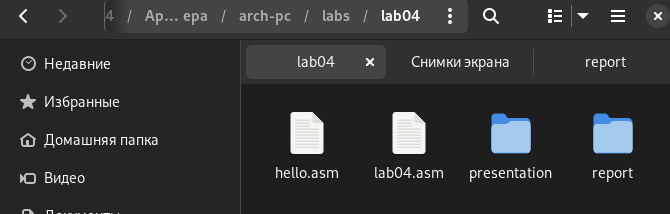 4 / Ap... ера / arch-pc / labs / lab04
Недавние
Избранные
Домашняя папка
Видео
lab04 Снимки экрана report
hello.asm lab04.asm presentation report